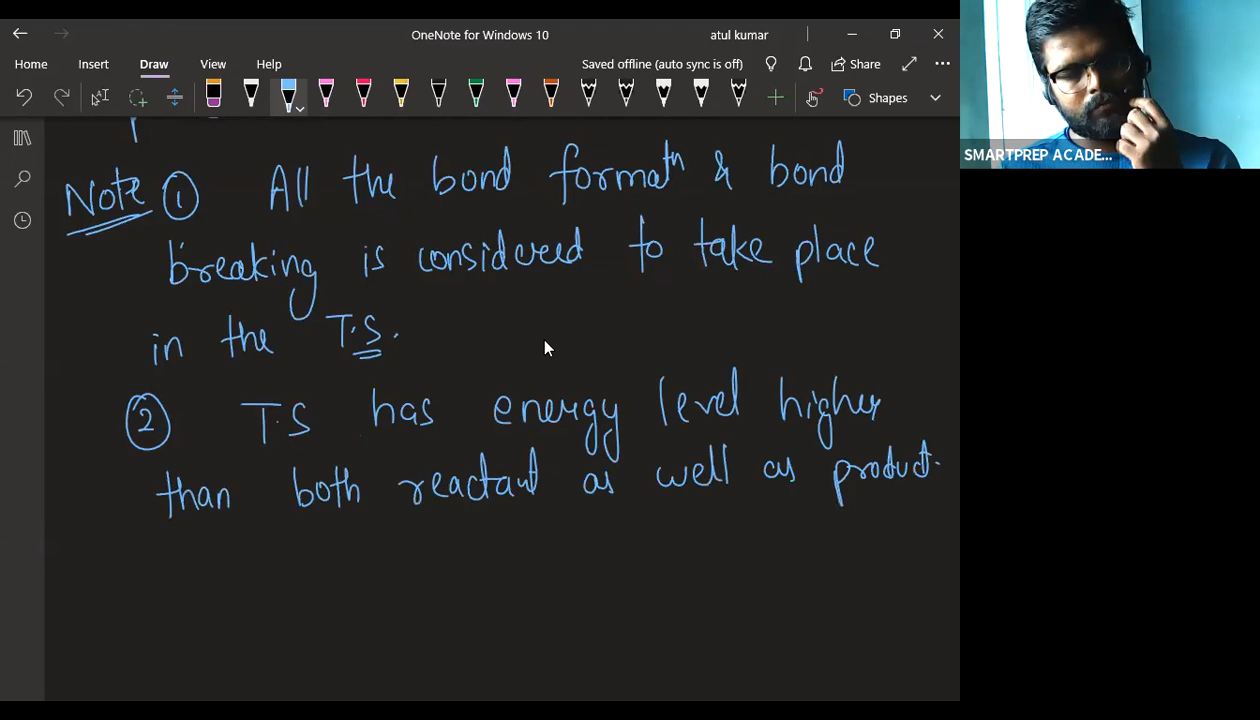 OneNote for Windows 10
atul kumar
Home Insert Draw View Help
Saved offline (auto sync is off)
Share
Shapes
SMARTPREP ACADE...
Note ① All the bond formatⁿ & bond
breaking is considered to take place
in the T.S.
② T.S has energy level higher
than both reactant as well as product.